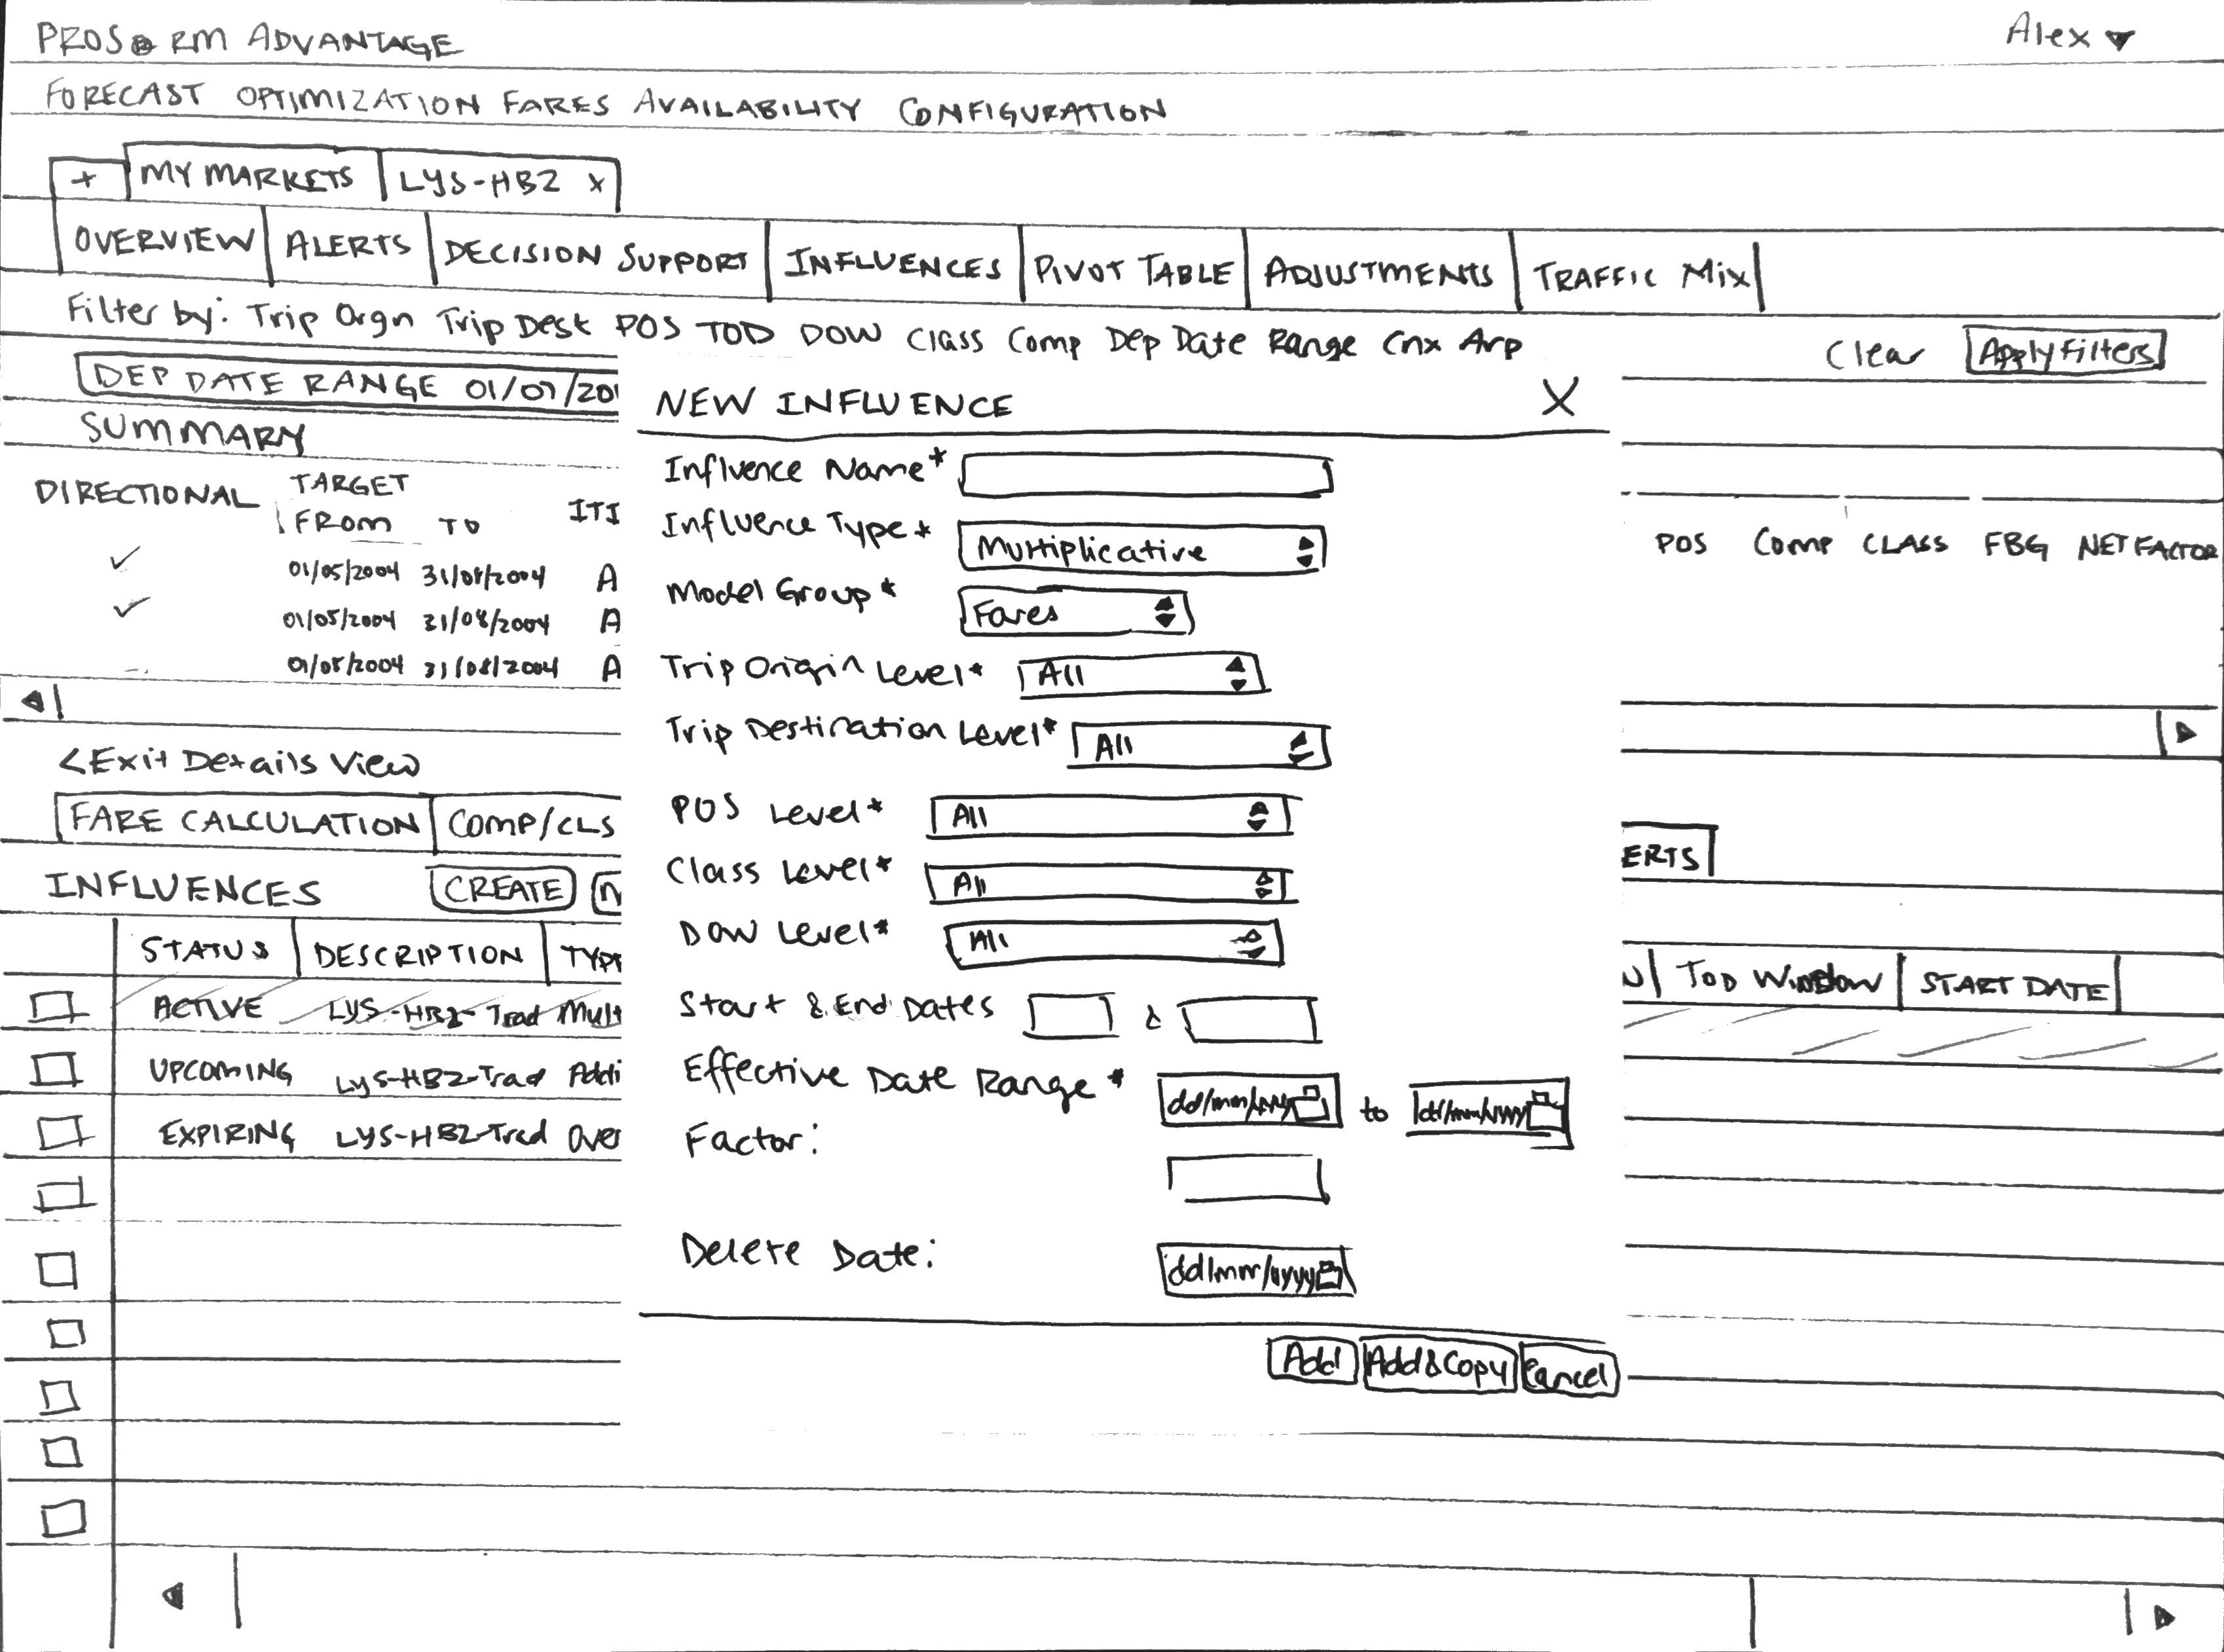 PROS RM ADVANTAGE
Alex
FORECAST OPTIMIZATION FARES AVAILABILITY CONFIGURATION
+ MY MARKETS LYS-HBZ x
OVERVIEW ALERTS DECISION SUPPORT INFLUENCES PIVOT TABLE ADJUSTMENTS TRAFFIC MIX
Filter by: Trip Orgn Trip Dest POS TOD DOW Class Comp Dep Date Range Cnx Arp
Clear Apply Filters
DEP DATE RANGE 01/07/201
SUMMARY
DIRECTIONAL TARGET
FROM TO ITI
POS Comp CLASS FBG NET FACTOR
01/05/2004 31/08/2004 A
01/05/2004 31/08/2004 A
01/08/2004 31/08/2004 A
<Exit Details View
FARE CALCULATION COMP/CLS
ERTS
INFLUENCES CREATE
STATUS DESCRIPTION TYPE
TOD Window START DATE
ACTIVE LYS-HBZ-Trad Mult
UPCOMING LYS-HBZ-Trad Addi
EXPIRING LYS-HBZ-Trad Over
NEW INFLUENCE X
Influence Name*
Influence Type* Multiplicative
Model Group* Fares
Trip Origin Level* All
Trip Destination Level* All
POS Level* All
Class Level* All
DOW Level* All
Start & End Dates &
Effective Date Range* dd/mm/yyyy to dd/mm/yyyy
Factor:
Delete Date: dd/mm/yyyy
Add Add&Copy Cancel